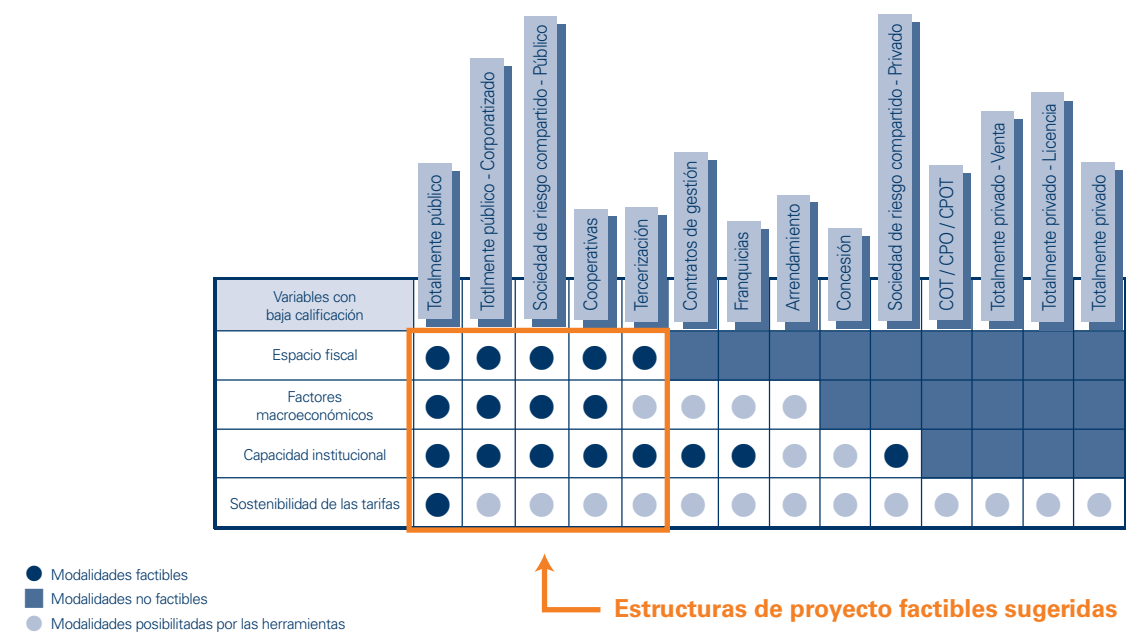 Totalmente público
Totlmente público - Corporatizado
Sociedad de riesgo compartido - Público
Cooperativas
Tercerización
Contratos de gestión
Franquicias
Arrendamiento
Concesión
Sociedad de riesgo compartido - Privado
COT / CPO / CPOT
Totalmente privado - Venta
Totalmente privado - Licencia
Totalmente privado
Variables con
baja calificación
Espacio fiscal
Factores
macroeconómicos
Capacidad institucional
Sostenibilidad de las tarifas
Modalidades factibles
Modalidades no factibles
Modalidades posibilitadas por las herramientas
Estructuras de proyecto factibles sugeridas